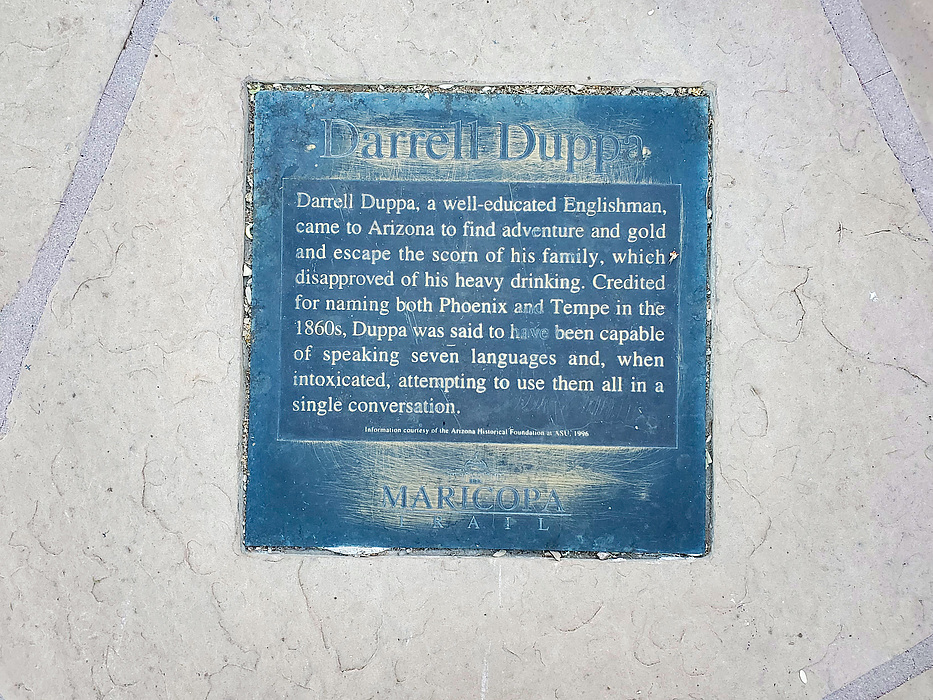 Darrell Duppa
Darrell Duppa, a well-educated Englishman,
came to Arizona to find adventure and gold
and escape the scorn of his family, which
disapproved of his heavy drinking. Credited
for naming both Phoenix and Tempe in the
1860s, Duppa was said to have been capable
of speaking seven languages and, when
intoxicated, attempting to use them all in a
single conversation.
Information courtesy of the Arizona Historical Foundation at ASU, 1996
THE
MARICOPA
TRAIL